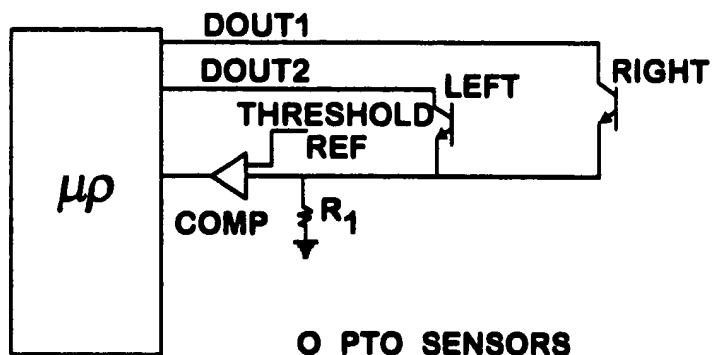 DOUT1
DOUT2
LEFT
RIGHT
THRESHOLD
REF
μρ
COMP
R1
O PTO SENSORS